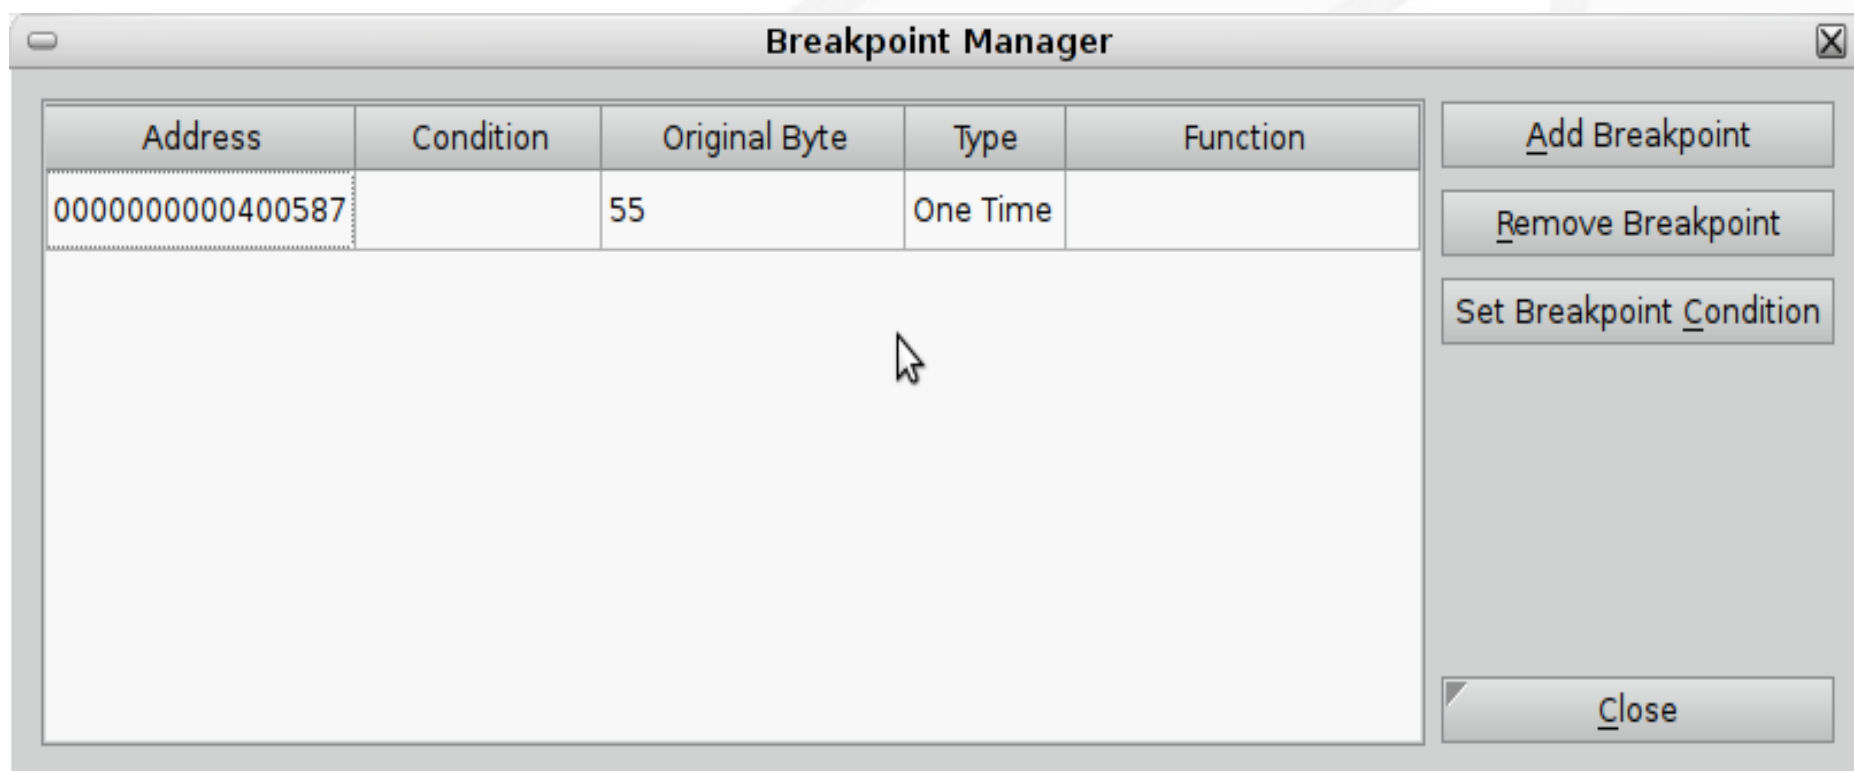 Breakpoint Manager
Address Condition Original Byte Type Function
0000000000400587 55 One Time
Add Breakpoint
Remove Breakpoint
Set Breakpoint Condition
Close